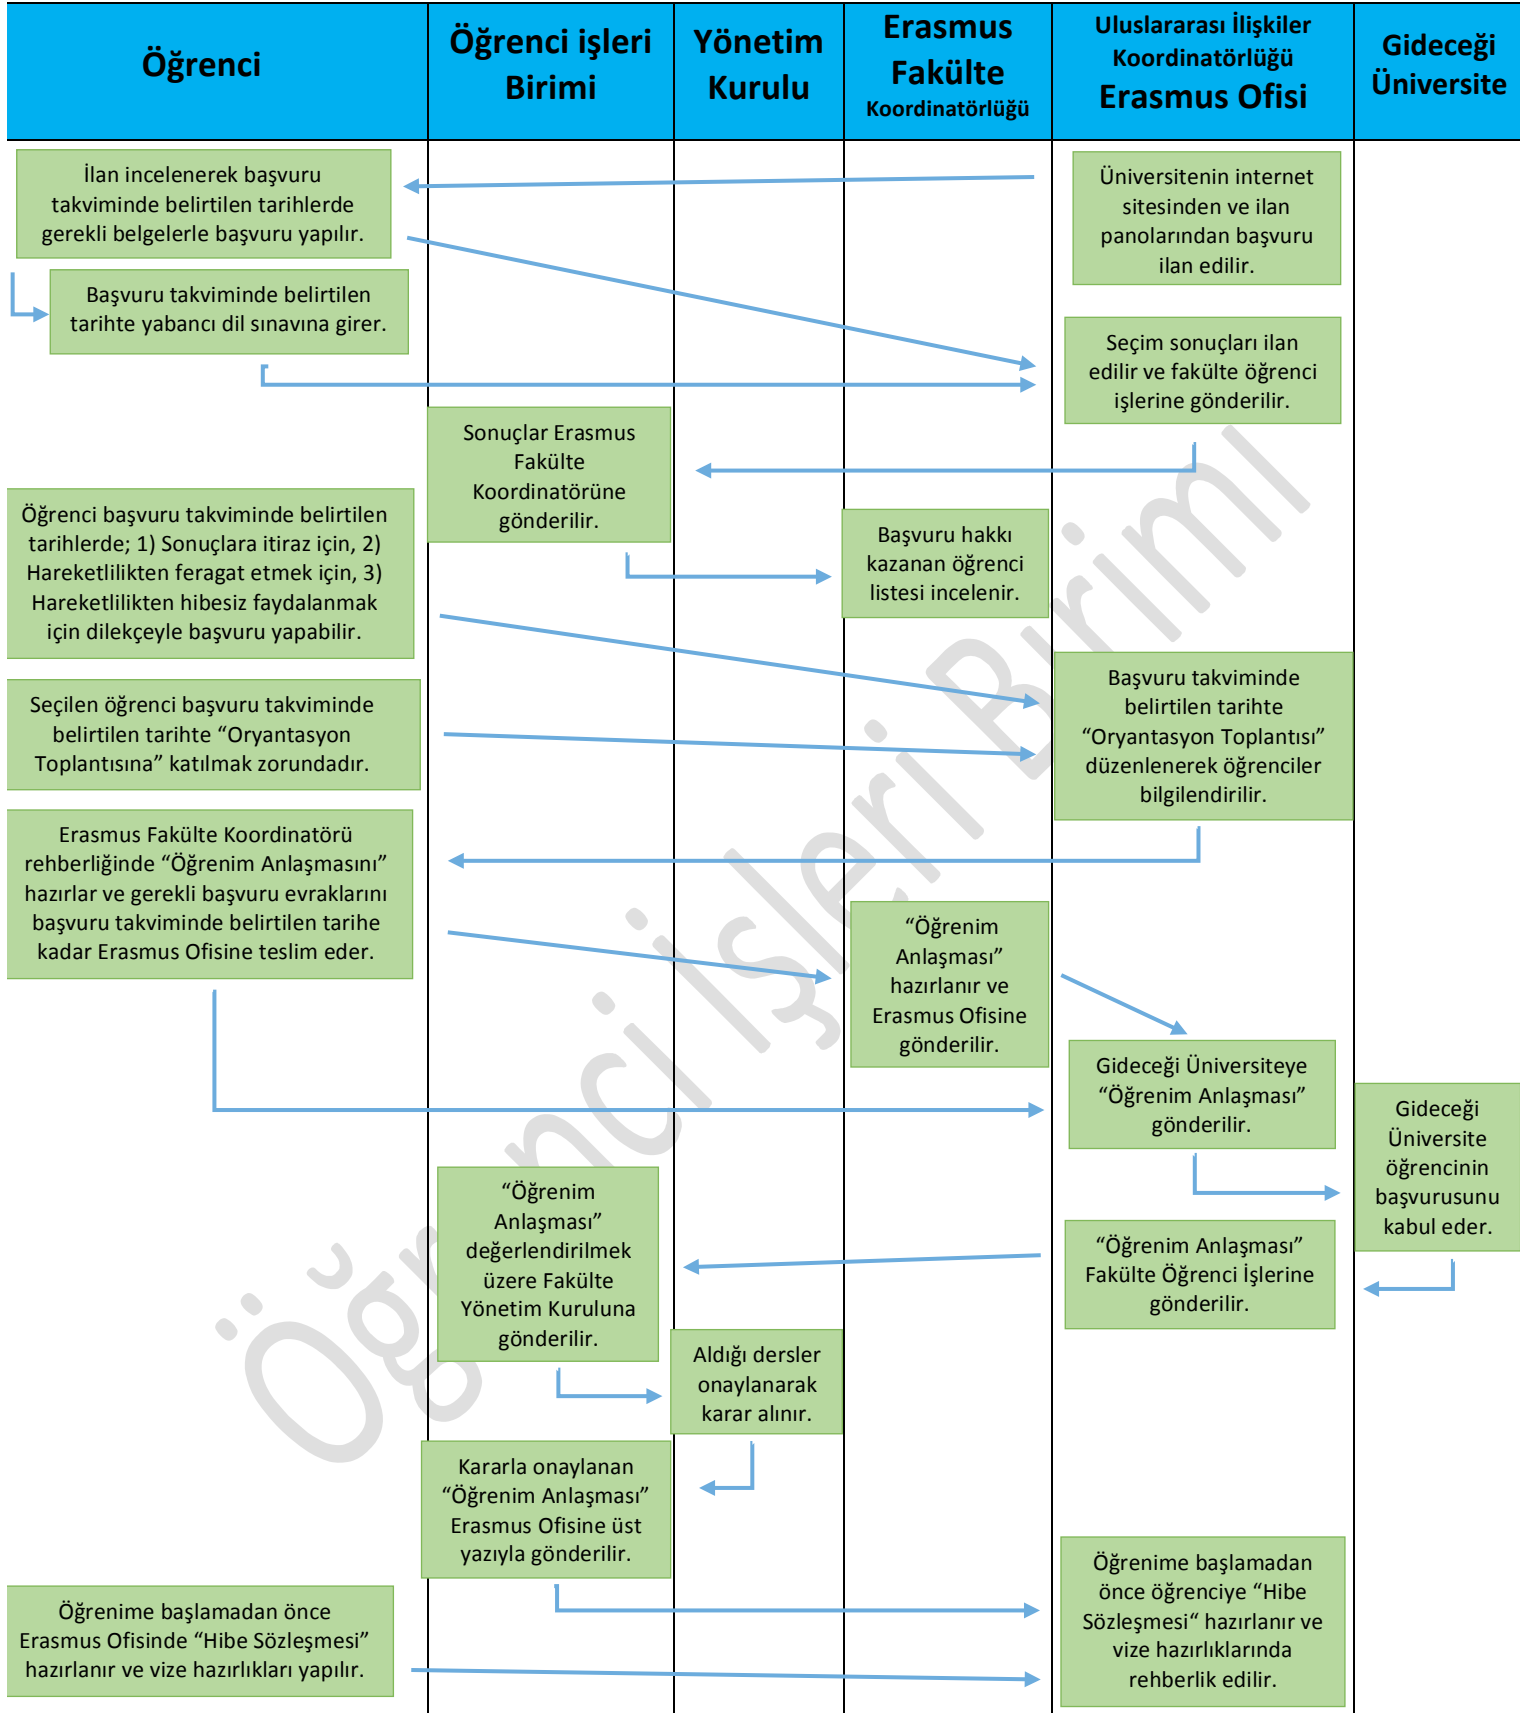 Öğrenci
Öğrenci işleri
Birimi
Yönetim
Kurulu
Erasmus
Fakülte
Koordinatörlüğü
Uluslararası İlişkiler
Koordinatörlüğü
Erasmus Ofisi
Gideceği
Üniversite
İlan incelenerek başvuru
takviminde belirtilen tarihlerde
gerekli belgelerle başvuru yapılır.
Üniversitenin internet
sitesinden ve ilan
panolarından başvuru
ilan edilir.
Başvuru takviminde belirtilen
tarihte yabancı dil sınavına girer.
Seçim sonuçları ilan
edilir ve fakülte öğrenci
işlerine gönderilir.
Sonuçlar Erasmus
Fakülte
Koordinatörüne
gönderilir.
Öğrenci başvuru takviminde belirtilen
tarihlerde; 1) Sonuçlara itiraz için, 2)
Hareketlilikten feragat etmek için, 3)
Hareketlilikten hibesiz faydalanmak
için dilekçeyle başvuru yapabilir.
Başvuru hakkı
kazanan öğrenci
listesi incelenir.
Seçilen öğrenci başvuru takviminde
belirtilen tarihte “Oryantasyon
Toplantısına” katılmak zorundadır.
Başvuru takviminde
belirtilen tarihte
“Oryantasyon Toplantısı”
düzenlenerek öğrenciler
bilgilendirilir.
Erasmus Fakülte Koordinatörü
rehberliğinde “Öğrenim Anlaşmasını”
hazırlar ve gerekli başvuru evraklarını
başvuru takviminde belirtilen tarihe
kadar Erasmus Ofisine teslim eder.
“Öğrenim
Anlaşması”
hazırlanır ve
Erasmus Ofisine
gönderilir.
Gideceği Üniversiteye
“Öğrenim Anlaşması”
gönderilir.
Gideceği
Üniversite
öğrencinin
başvurusunu
kabul eder.
“Öğrenim
Anlaşması”
değerlendirilmek
üzere Fakülte
Yönetim Kuruluna
gönderilir.
“Öğrenim Anlaşması”
Fakülte Öğrenci İşlerine
gönderilir.
Aldığı dersler
onaylanarak
karar alınır.
Kararla onaylanan
“Öğrenim Anlaşması”
Erasmus Ofisine üst
yazıyla gönderilir.
Öğrenime başlamadan önce
Erasmus Ofisinde “Hibe Sözleşmesi”
hazırlanır ve vize hazırlıkları yapılır.
Öğrenime başlamadan
önce öğrenciye “Hibe
Sözleşmesi“ hazırlanır ve
vize hazırlıklarında
rehberlik edilir.
Öğrenci İşleri Birimi